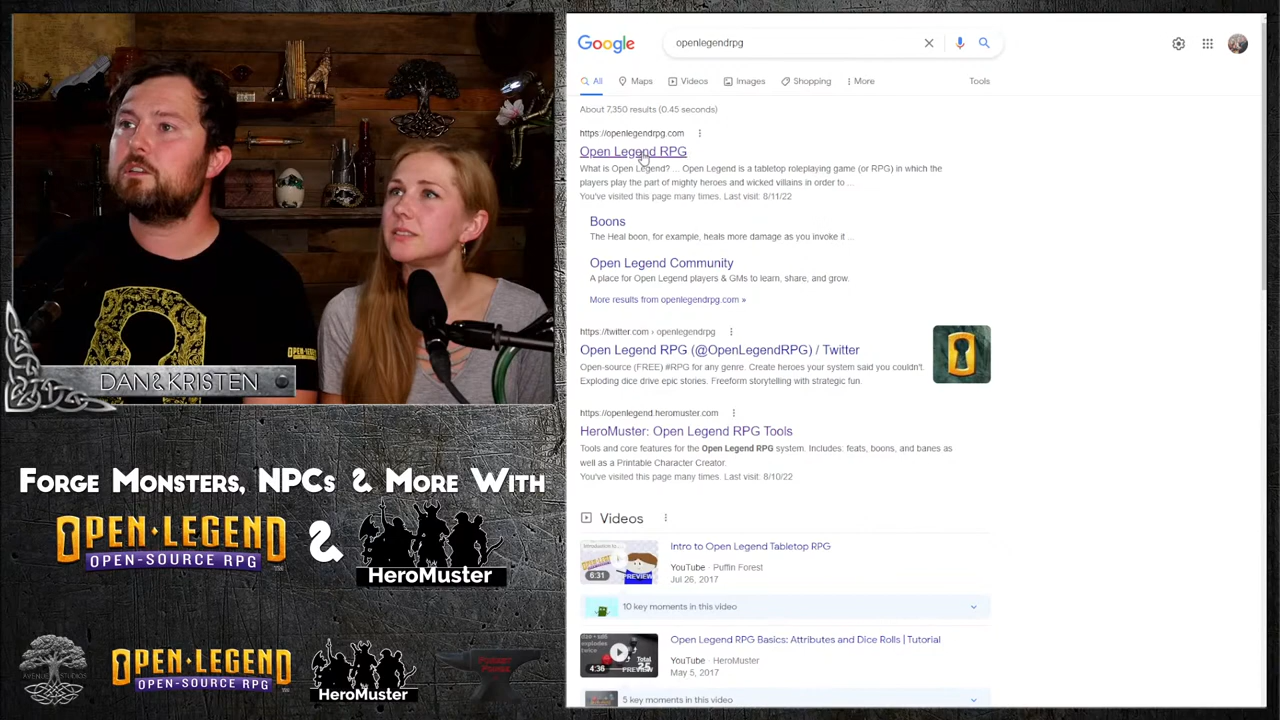 DAN & KRISTEN
FORGE MONSTERS, NPCS & MORE WITH
OPEN LEGEND
OPEN-SOURCE RPG
&
HeroMuster
OPEN LEGEND
OPEN-SOURCE RPG
HeroMuster
Google
openlegendrpg
All
Maps
Videos
Images
Shopping
More
Tools
About 7,350 results (0.45 seconds)
https://openlegendrpg.com
Open Legend RPG
What is Open Legend? ... Open Legend is a tabletop roleplaying game (or RPG) in which the
players play the part of mighty heroes and wicked villains in order to ...
You've visited this page many times. Last visit: 8/11/22
Boons
The Heal boon, for example, heals more damage as you invoke it ...
Open Legend Community
A place for Open Legend players & GMs to learn, share, and grow.
More results from openlegendrpg.com »
https://twitter.com › openlegendrpg
Open Legend RPG (@OpenLegendRPG) / Twitter
Open-source (FREE) #RPG for any genre. Create heroes your system said you couldn't.
Exploding dice drive epic stories. Freeform storytelling with strategic fun.
https://openlegend.heromuster.com
HeroMuster: Open Legend RPG Tools
Tools and core features for the Open Legend RPG system. Includes: feats, boons, and banes as
well as a Printable Character Creator.
You've visited this page many times. Last visit: 8/10/22
Videos
6:31
PREVIEW
Intro to Open Legend Tabletop RPG
YouTube · Puffin Forest
Jul 26, 2017
10 key moments in this video
explodes
twice
Total
25
4:36
PREVIEW
Open Legend RPG Basics: Attributes and Dice Rolls | Tutorial
YouTube · HeroMuster
May 5, 2017
5 key moments in this video